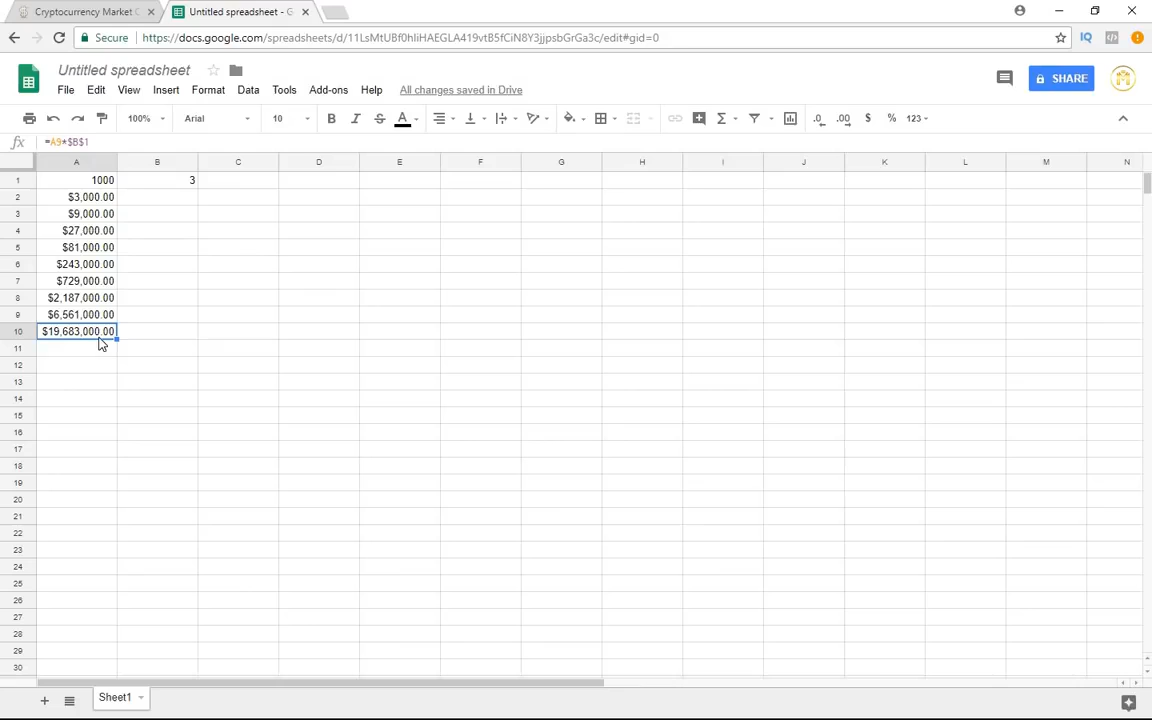 Cryptocurrency Market C
Untitled spreadsheet - G
Secure
https://docs.google.com/spreadsheets/d/11LsMtUBf0hIiHAEGLA419vtB5fCiN8Y3jjpsbGrGa3c/edit#gid=0
IQ
Untitled spreadsheet
File Edit View Insert Format Data Tools Add-ons Help All changes saved in Drive
SHARE
100% Arial 10 B I S A Σ .0 .00 $ % 123
fx =A9*$B$1
A B C D E F G H I J K L M N
1 1000 3
2 $3,000.00
3 $9,000.00
4 $27,000.00
5 $81,000.00
6 $243,000.00
7 $729,000.00
8 $2,187,000.00
9 $6,561,000.00
10 $19,683,000.00
11
12
13
14
15
16
17
18
19
20
21
22
23
24
25
26
27
28
29
30
Sheet1